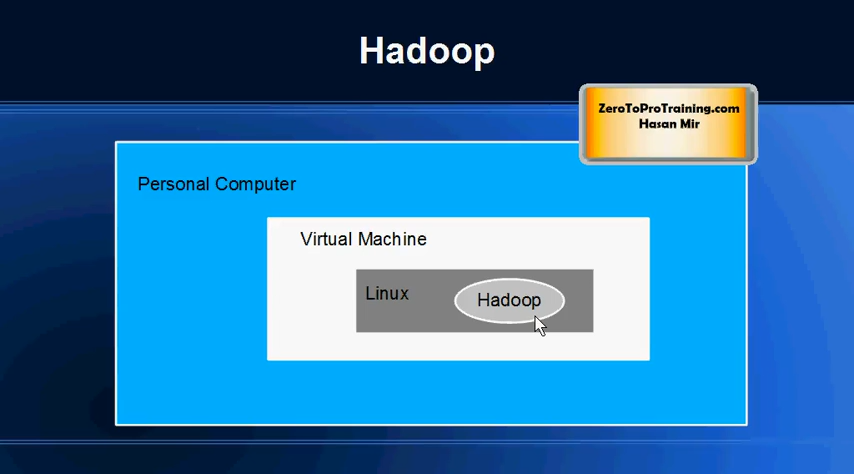 Hadoop
ZeroToProTraining.com
Hasan Mir
Personal Computer
Virtual Machine
Linux
Hadoop